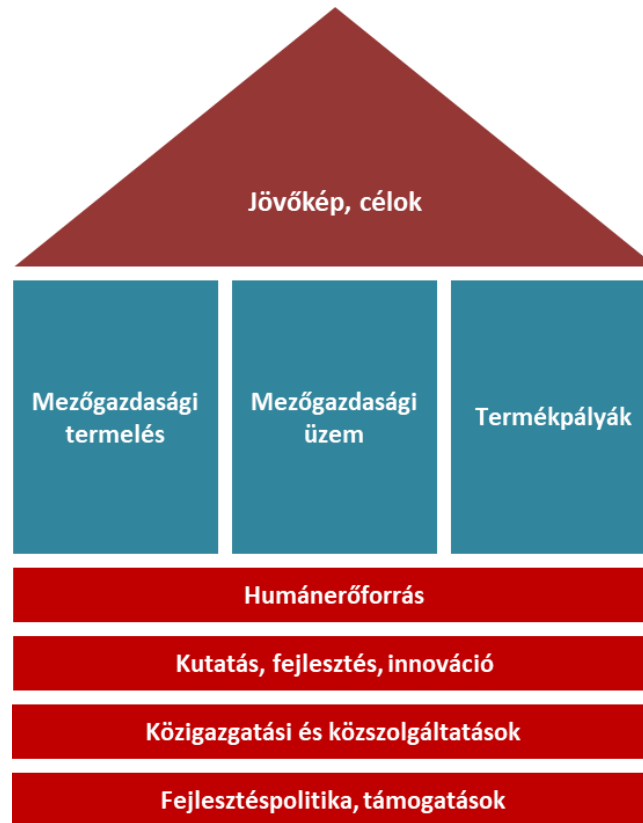 Jövőkép, célok
Mezőgazdasági
termelés
Mezőgazdasági
üzem
Termékpályák
Humánerőforrás
Kutatás, fejlesztés, innováció
Közigazgatási és közszolgáltatások
Fejlesztéspolitika, támogatások